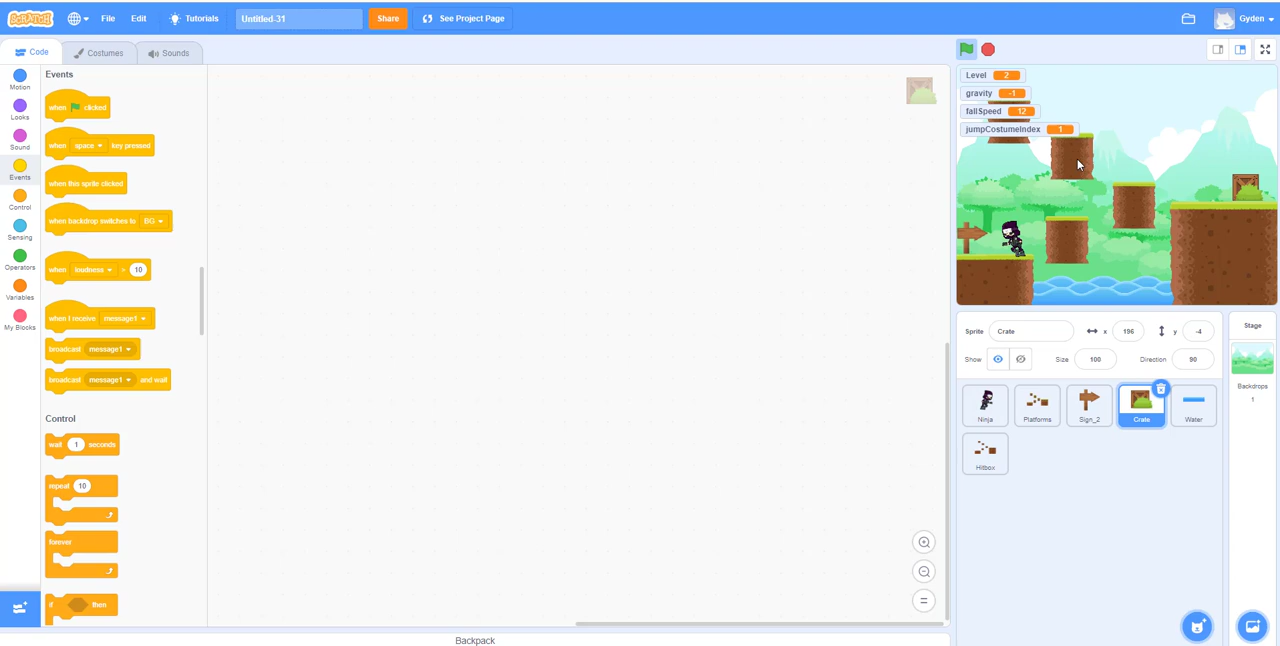 SCRATCH File Edit Tutorials Untitled-31 Share See Project Page Gyden
Code Costumes Sounds
Motion
Looks
Sound
Events
Control
Sensing
Operators
Variables
My Blocks
Events
when clicked
when space key pressed
when this sprite clicked
when backdrop switches to BG
when loudness > 10
when I receive message1
broadcast message1
broadcast message1 and wait
Control
wait 1 seconds
repeat 10
forever
if then
Backpack
Level 2
gravity -1
fallSpeed 12
jumpCostumeIndex 1
Sprite Crate x 196 y -4
Show Size 100 Direction 90
Ninja Platforms Sign_2 Crate Water
Hitbox
Stage
Backdrops
1